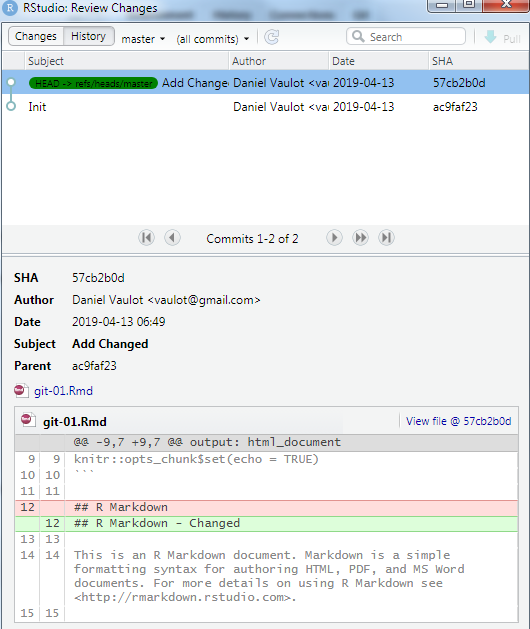 RStudio: Review Changes
Changes History master (all commits) Search Pull
Subject Author Date SHA
HEAD -> refs/heads/master Add Changed Daniel Vaulot <vau 2019-04-13 57cb2b0d
Init Daniel Vaulot <vau 2019-04-13 ac9faf23
Commits 1-2 of 2
SHA 57cb2b0d
Author Daniel Vaulot <vaulot@gmail.com>
Date 2019-04-13 06:49
Subject Add Changed
Parent ac9faf23
git-01.Rmd
git-01.Rmd View file @ 57cb2b0d
@@ -9,7 +9,7 @@ output: html_document
9 9 knitr::opts_chunk$set(echo = TRUE)
10 10 ```
11 11
12 ## R Markdown
12 ## R Markdown - Changed
13 13
14 14 This is an R Markdown document. Markdown is a simple
formatting syntax for authoring HTML, PDF, and MS Word
documents. For more details on using R Markdown see
<http://rmarkdown.rstudio.com>.
15 15